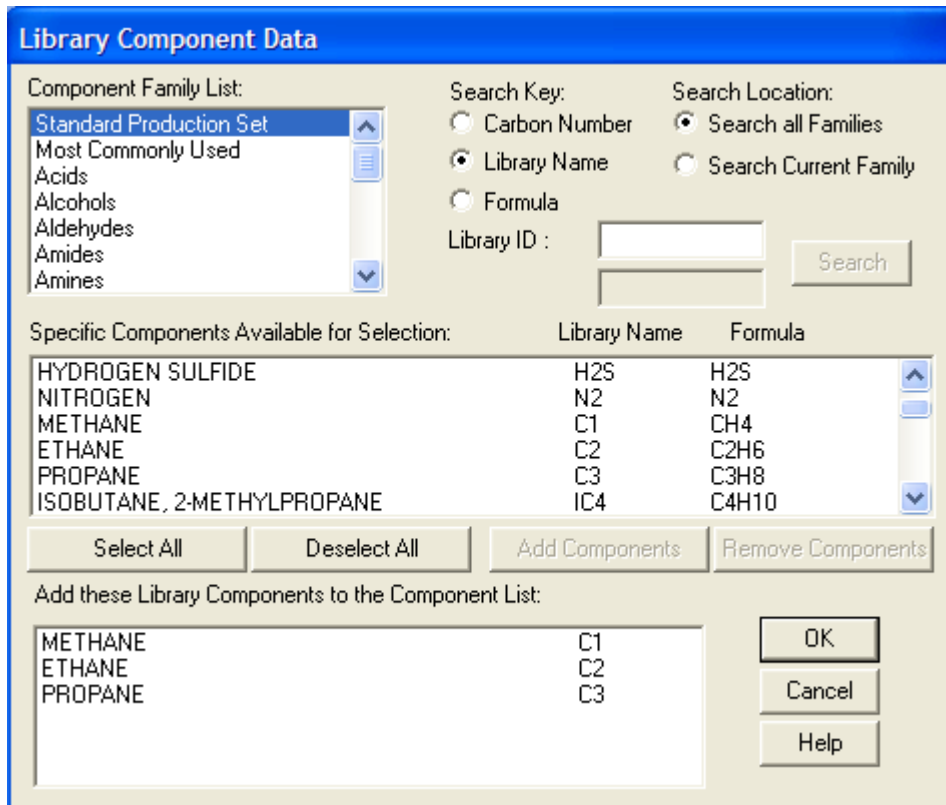 Library Component Data
Component Family List:
Standard Production Set
Most Commonly Used
Acids
Alcohols
Aldehydes
Amides
Amines
Search Key:
Carbon Number
Library Name
Formula
Search Location:
Search all Families
Search Current Family
Library ID :
Search
Specific Components Available for Selection: Library Name Formula
HYDROGEN SULFIDE H2S H2S
NITROGEN N2 N2
METHANE C1 CH4
ETHANE C2 C2H6
PROPANE C3 C3H8
ISOBUTANE, 2-METHYLPROPANE IC4 C4H10
Select All Deselect All Add Components Remove Components
Add these Library Components to the Component List:
METHANE C1
ETHANE C2
PROPANE C3
OK
Cancel
Help